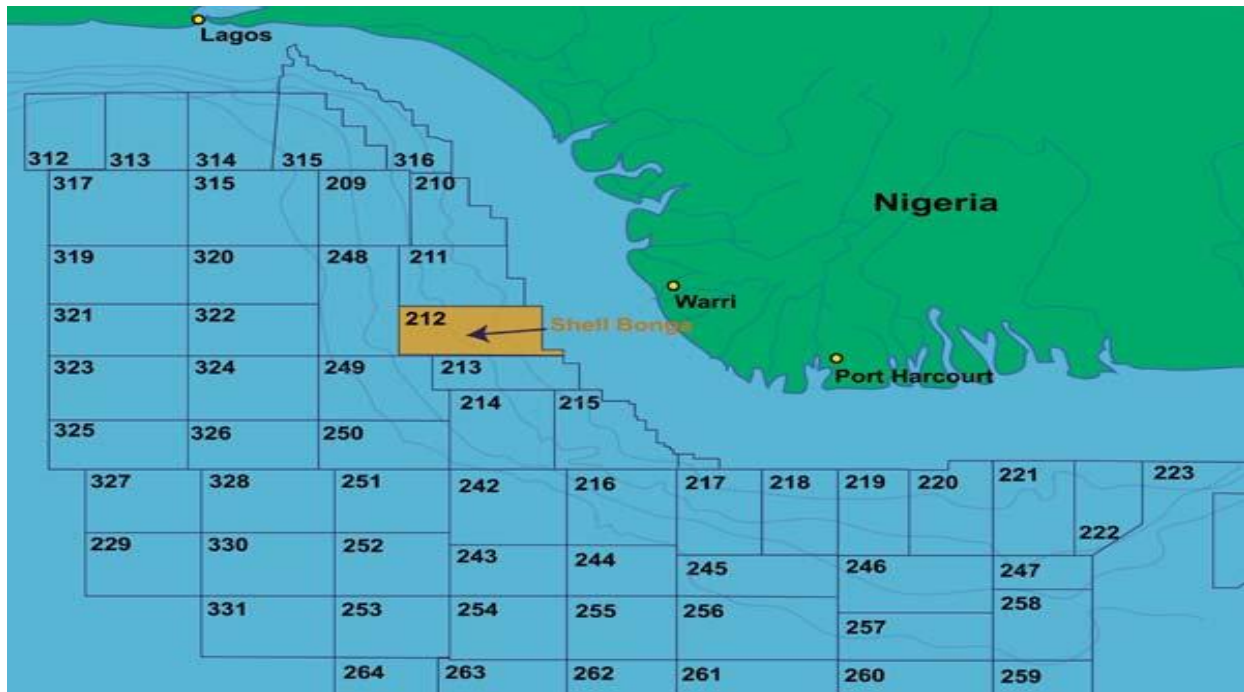 Lagos
312 313 314 315 316
317 315 209 210
Nigeria
319 320 248 211
Warri
321 322 212 Shell Bonga
323 324 249 213 Port Harcourt
214 215
325 326 250
327 328 251 242 216 217 218 219 220 221 223
229 330 252 243 244 245 246 222 247
331 253 254 255 256 257 258
264 263 262 261 260 259